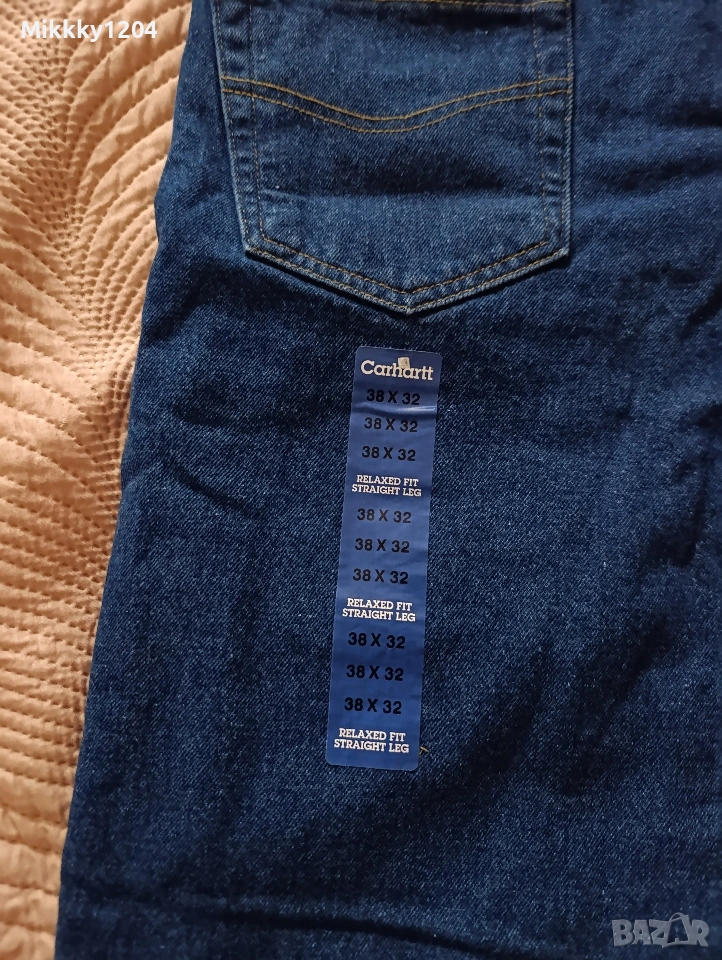 Mikkky1204
Carhartt
38 X 32
38 X 32
38 X 32
RELAXED FIT
STRAIGHT LEG
38 X 32
38 X 32
38 X 32
RELAXED FIT
STRAIGHT LEG
38 X 32
38 X 32
38 X 32
RELAXED FIT
STRAIGHT LEG
BAZAR